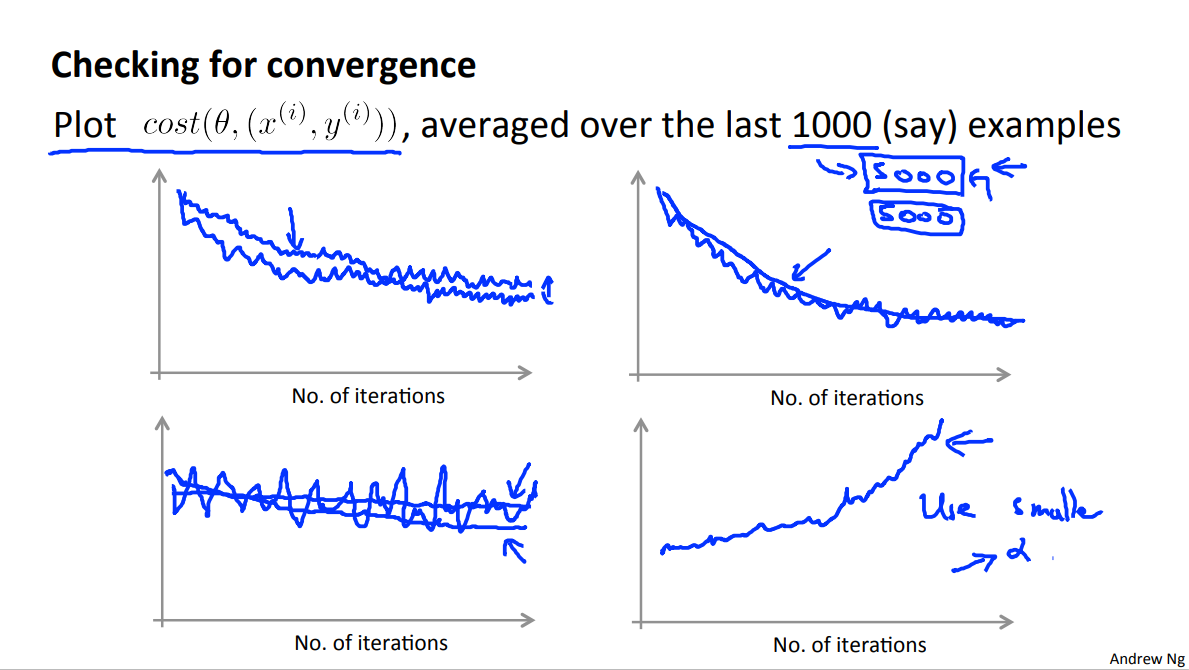 Checking for convergence
Plot cost(θ, (x^{(i)}, y^{(i)})), averaged over the last 1000 (say) examples
5000
5000
No. of iterations
No. of iterations
Use smaller
α
No. of iterations
No. of iterations
Andrew Ng